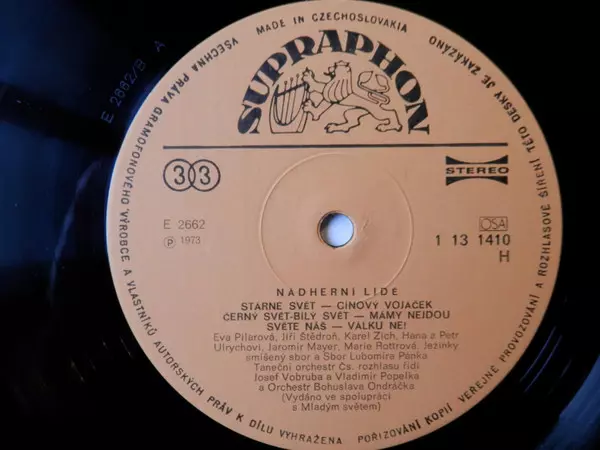 MADE IN CZECHOSLOVAKIA
VŠECHNA PRÁVA GRAMOFONOVÉHO VÝROBCE A VLASTNÍKŮ AUTORSKÝCH PRÁV K DÍLU VYHRAŽENA
POŘIZOVÁNÍ KOPIÍ VEŘEJNÉ PROVOZOVÁNÍ A ROZHLASOVÉ ŠÍŘENÍ TÉTO DESKY JE ZAKÁZÁNO
SUPRAPHON
33
STEREO
E 2662
Ⓟ 1973
OSA
1 13 1410
H
NÁDHERNÍ LIDÉ
STÁRNE SVĚT — CÍNOVÝ VOJÁČEK
ČERNÝ SVĚT-BÍLÝ SVĚT — MÁMY NEJDOU
SVĚTE NÁŠ — VÁLKU NE!
Eva Pilarová, Jiří Štědroň, Karel Zich, Hana a Petr
Ulrychovi, Jaromír Mayer, Marie Rottrová, Ježinky
smíšený sbor a Sbor Lubomíra Pánka
Taneční orchestr Čs. rozhlasu řídí
Josef Vobruba a Vladimír Popelka
a Orchestr Bohuslava Ondráčka
(Vydáno ve spolupráci
s Mladým světem)
E 2662/B A